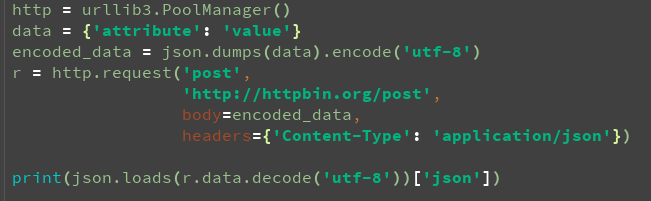 http = urllib3.PoolManager()
data = {'attribute': 'value'}
encoded_data = json.dumps(data).encode('utf-8')
r = http.request('post',
                 'http://httpbin.org/post',
                 body=encoded_data,
                 headers={'Content-Type': 'application/json'})
print(json.loads(r.data.decode('utf-8'))['json'])